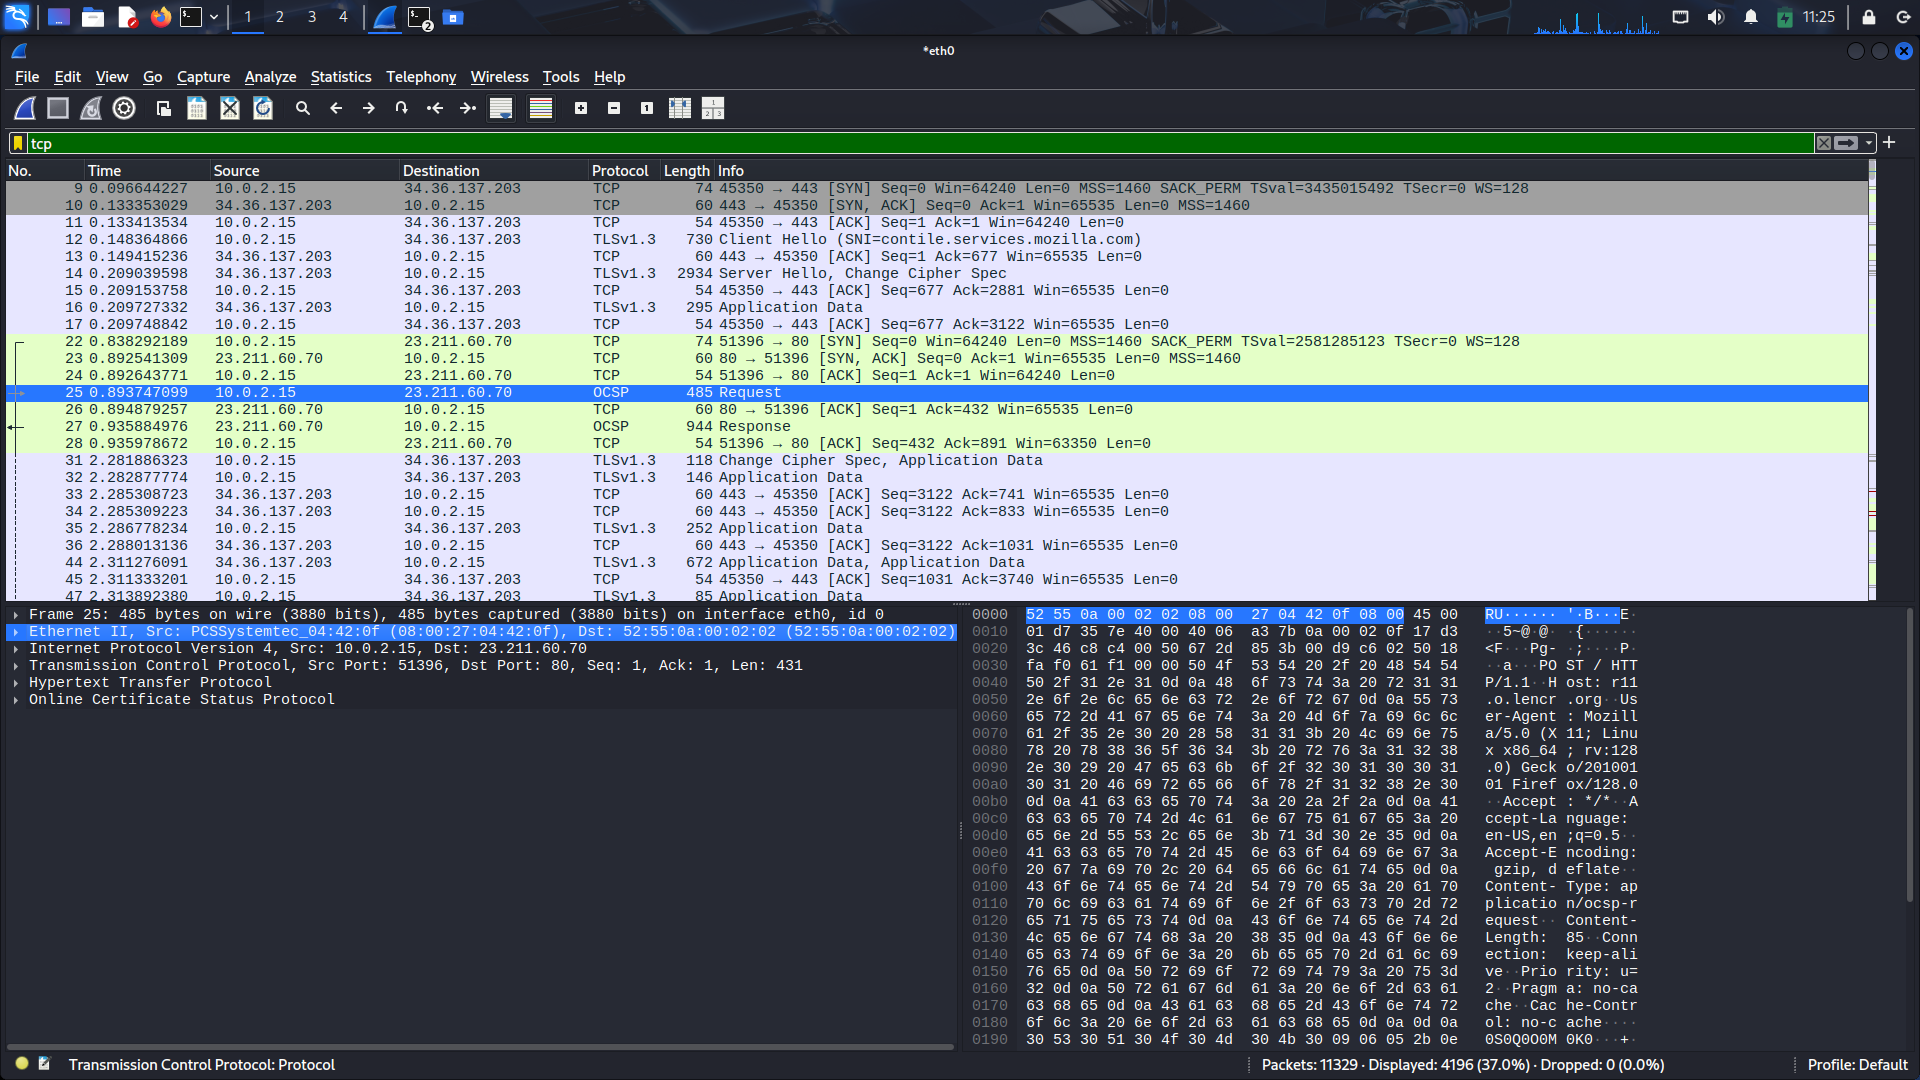 1 2 3 4 2 11:25
*eth0
File Edit View Go Capture Analyze Statistics Telephony Wireless Tools Help
tcp
No. Time Source Destination Protocol Length Info
9 0.096644227 10.0.2.15 34.36.137.203 TCP 74 45350 → 443 [SYN] Seq=0 Win=64240 Len=0 MSS=1460 SACK_PERM TSval=3435015492 TSecr=0 WS=128
10 0.133353029 34.36.137.203 10.0.2.15 TCP 60 443 → 45350 [SYN, ACK] Seq=0 Ack=1 Win=65535 Len=0 MSS=1460
11 0.133413534 10.0.2.15 34.36.137.203 TCP 54 45350 → 443 [ACK] Seq=1 Ack=1 Win=64240 Len=0
12 0.148364866 10.0.2.15 34.36.137.203 TLSv1.3 730 Client Hello (SNI=contile.services.mozilla.com)
13 0.149415236 34.36.137.203 10.0.2.15 TCP 60 443 → 45350 [ACK] Seq=1 Ack=677 Win=65535 Len=0
14 0.209039598 34.36.137.203 10.0.2.15 TLSv1.3 2934 Server Hello, Change Cipher Spec
15 0.209153758 10.0.2.15 34.36.137.203 TCP 54 45350 → 443 [ACK] Seq=677 Ack=2881 Win=65535 Len=0
16 0.209727332 34.36.137.203 10.0.2.15 TLSv1.3 295 Application Data
17 0.209748842 10.0.2.15 34.36.137.203 TCP 54 45350 → 443 [ACK] Seq=677 Ack=3122 Win=65535 Len=0
22 0.838292189 10.0.2.15 23.211.60.70 TCP 74 51396 → 80 [SYN] Seq=0 Win=64240 Len=0 MSS=1460 SACK_PERM TSval=2581285123 TSecr=0 WS=128
23 0.892541309 23.211.60.70 10.0.2.15 TCP 60 80 → 51396 [SYN, ACK] Seq=0 Ack=1 Win=65535 Len=0 MSS=1460
24 0.892643771 10.0.2.15 23.211.60.70 TCP 54 51396 → 80 [ACK] Seq=1 Ack=1 Win=64240 Len=0
25 0.893747099 10.0.2.15 23.211.60.70 OCSP 485 Request
26 0.894879257 23.211.60.70 10.0.2.15 TCP 60 80 → 51396 [ACK] Seq=1 Ack=432 Win=65535 Len=0
27 0.935884976 23.211.60.70 10.0.2.15 OCSP 944 Response
28 0.935978672 10.0.2.15 23.211.60.70 TCP 54 51396 → 80 [ACK] Seq=432 Ack=891 Win=63350 Len=0
31 2.281886323 10.0.2.15 34.36.137.203 TLSv1.3 118 Change Cipher Spec, Application Data
32 2.282877774 10.0.2.15 34.36.137.203 TLSv1.3 146 Application Data
33 2.285308723 34.36.137.203 10.0.2.15 TCP 60 443 → 45350 [ACK] Seq=3122 Ack=741 Win=65535 Len=0
34 2.285309223 34.36.137.203 10.0.2.15 TCP 60 443 → 45350 [ACK] Seq=3122 Ack=833 Win=65535 Len=0
35 2.286778234 10.0.2.15 34.36.137.203 TLSv1.3 252 Application Data
36 2.288013136 34.36.137.203 10.0.2.15 TCP 60 443 → 45350 [ACK] Seq=3122 Ack=1031 Win=65535 Len=0
44 2.311276091 34.36.137.203 10.0.2.15 TLSv1.3 672 Application Data, Application Data
45 2.311333201 10.0.2.15 34.36.137.203 TCP 54 45350 → 443 [ACK] Seq=1031 Ack=3740 Win=65535 Len=0
47 2.313892380 10.0.2.15 34.36.137.203 TLSv1.3 85 Application Data
Frame 25: 485 bytes on wire (3880 bits), 485 bytes captured (3880 bits) on interface eth0, id 0
Ethernet II, Src: PCSSystemtec_04:42:0f (08:00:27:04:42:0f), Dst: 52:55:0a:00:02:02 (52:55:0a:00:02:02)
Internet Protocol Version 4, Src: 10.0.2.15, Dst: 23.211.60.70
Transmission Control Protocol, Src Port: 51396, Dst Port: 80, Seq: 1, Ack: 1, Len: 431
Hypertext Transfer Protocol
Online Certificate Status Protocol
0000 52 55 0a 00 02 02 08 00 27 04 42 0f 08 00 45 00 RU······ '·B···E·
0010 01 d7 35 7e 40 00 40 06 a3 7b 0a 00 02 0f 17 d3 ··5~@·@· ·{······
0020 3c 46 c8 c4 00 50 67 2d 85 3b 00 d9 c6 02 50 18 <F···Pg- ·;····P·
0030 fa f0 61 f1 00 00 50 4f 53 54 20 2f 20 48 54 54 ··a···PO ST / HTT
0040 50 2f 31 2e 31 0d 0a 48 6f 73 74 3a 20 72 31 31 P/1.1··H ost: r11
0050 2e 6f 2e 6c 65 6e 63 72 2e 6f 72 67 0d 0a 55 73 .o.lencr .org··Us
0060 65 72 2d 41 67 65 6e 74 3a 20 4d 6f 7a 69 6c 6c er-Agent : Mozill
0070 61 2f 35 2e 30 20 28 58 31 31 3b 20 4c 69 6e 75 a/5.0 (X 11; Linu
0080 78 20 78 38 36 5f 36 34 3b 20 72 76 3a 31 32 38 x x86_64 ; rv:128
0090 2e 30 29 20 47 65 63 6b 6f 2f 32 30 31 30 30 31 .0) Geck o/201001
00a0 30 31 20 46 69 72 65 66 6f 78 2f 31 32 38 2e 30 01 Firef ox/128.0
00b0 0d 0a 41 63 63 65 70 74 3a 20 2a 2f 2a 0d 0a 41 ··Accept : */*··A
00c0 63 63 65 70 74 2d 4c 61 6e 67 75 61 67 65 3a 20 ccept-La nguage:
00d0 65 6e 2d 55 53 2c 65 6e 3b 71 3d 30 2e 35 0d 0a en-US,en ;q=0.5··
00e0 41 63 63 65 70 74 2d 45 6e 63 6f 64 69 6e 67 3a Accept-E ncoding:
00f0 20 67 7a 69 70 2c 20 64 65 66 6c 61 74 65 0d 0a gzip, d eflate··
0100 43 6f 6e 74 65 6e 74 2d 54 79 70 65 3a 20 61 70 Content- Type: ap
0110 70 6c 69 63 61 74 69 6f 6e 2f 6f 63 73 70 2d 72 plicatio n/ocsp-r
0120 65 71 75 65 73 74 0d 0a 43 6f 6e 74 65 6e 74 2d equest·· Content-
0130 4c 65 6e 67 74 68 3a 20 38 35 0d 0a 43 6f 6e 6e Length: 85··Conn
0140 65 63 74 69 6f 6e 3a 20 6b 65 65 70 2d 61 6c 69 ection: keep-ali
0150 76 65 0d 0a 50 72 69 6f 72 69 74 79 3a 20 75 3d ve··Prio rity: u=
0160 32 0d 0a 50 72 61 67 6d 61 3a 20 6e 6f 2d 63 61 2··Pragm a: no-ca
0170 63 68 65 0d 0a 43 61 63 68 65 2d 43 6f 6e 74 72 che··Cac he-Contr
0180 6f 6c 3a 20 6e 6f 2d 63 61 63 68 65 0d 0a 0d 0a ol: no-c ache····
0190 30 53 30 51 30 4f 30 4d 30 4b 30 09 06 05 2b 0e 0S0Q0O0M 0K0···+·
Transmission Control Protocol: Protocol Packets: 11329 · Displayed: 4196 (37.0%) · Dropped: 0 (0.0%) Profile: Default